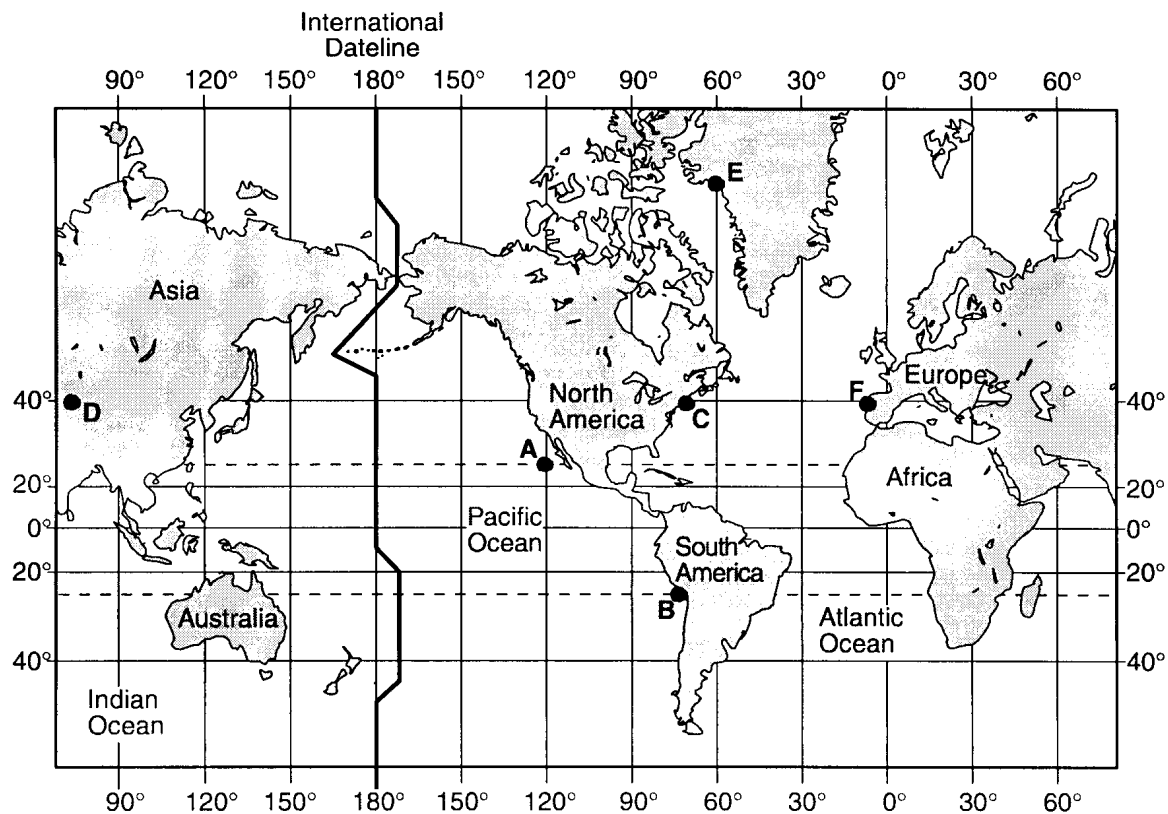 International
Dateline
90° 120° 150° 180° 150° 120° 90° 60° 30° 0° 30° 60°
E
Asia
North
America
Europe
40° 40°
D
C
F
A
Africa
20° 20°
Pacific
Ocean
0° 0°
South
America
20° 20°
B
Australia
Atlantic
Ocean
40° 40°
Indian
Ocean
90° 120° 150° 180° 150° 120° 90° 60° 30° 0° 30° 60°